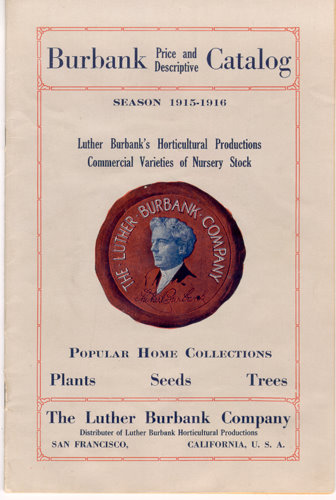 Burbank Price and Descriptive Catalog
SEASON 1915-1916
Luther Burbank's Horticultural Productions
Commercial Varieties of Nursery Stock
THE LUTHER BURBANK COMPANY
Luther Burbank
POPULAR HOME COLLECTIONS
Plants Seeds Trees
The Luther Burbank Company
Distributer of Luther Burbank Horticultural Productions
SAN FRANCISCO, CALIFORNIA, U. S. A.